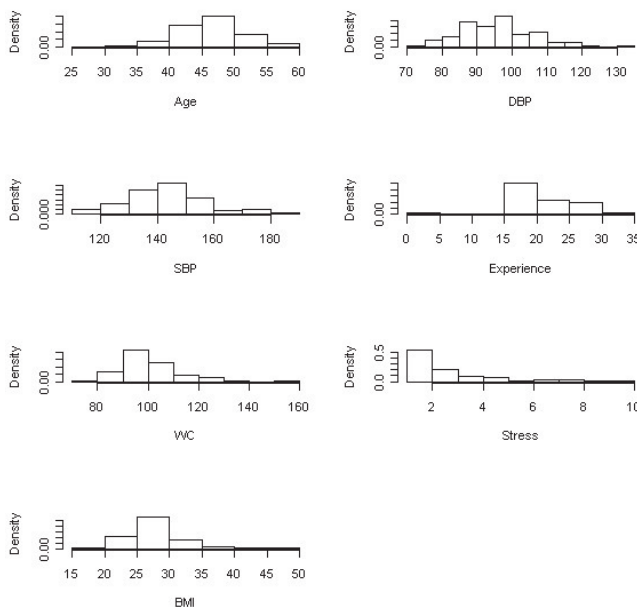 Density
0.00
25 30 35 40 45 50 55 60
Age
Density
0.00
70 80 90 100 110 120 130
DBP
Density
0.000
120 140 160 180
SBP
Density
0.00
0 5 10 15 20 25 30 35
Experience
Density
0.00
80 100 120 140 160
WC
Density
0.0 0.5
2 4 6 8 10
Stress
Density
0.00
15 20 25 30 35 40 45 50
BMI